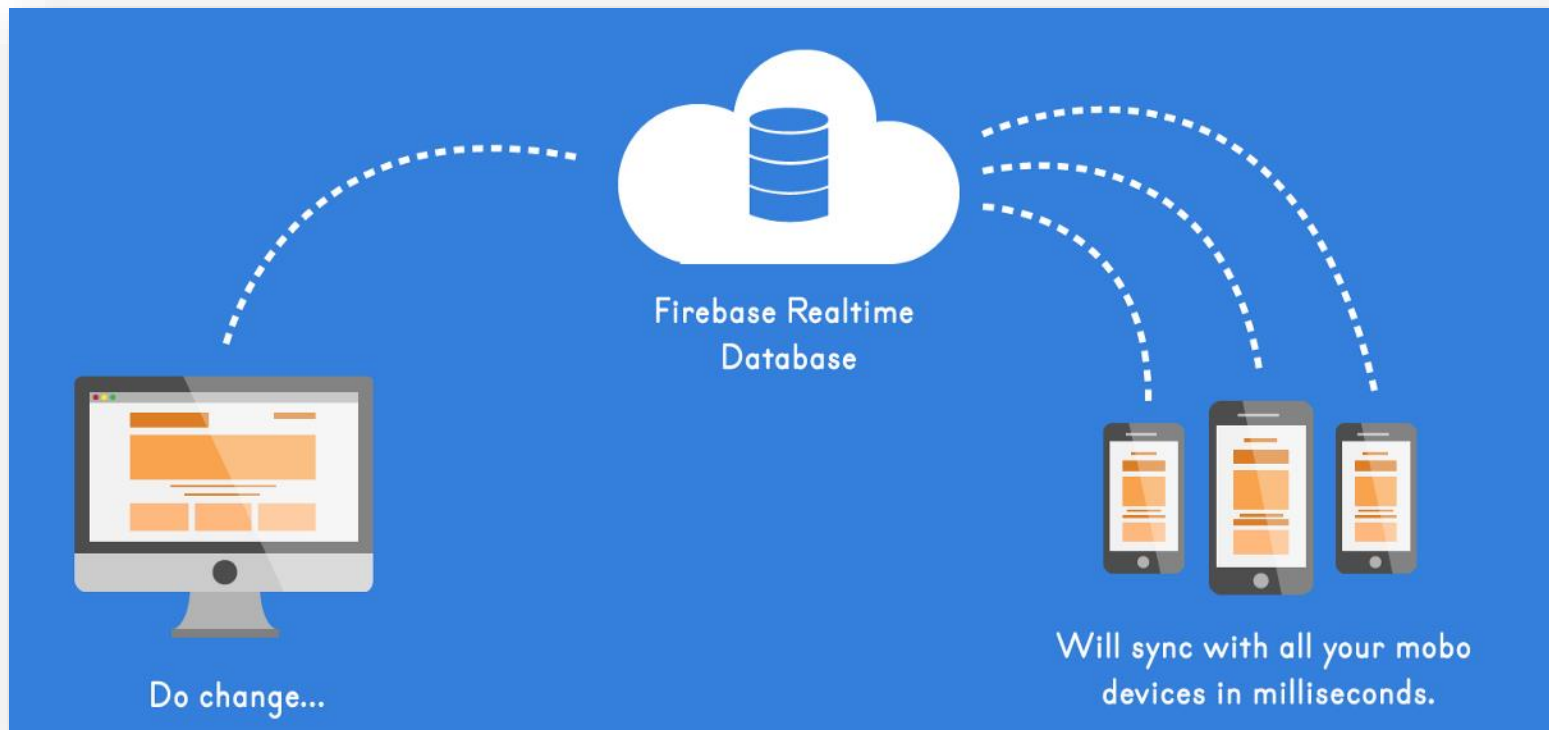 Firebase Realtime
Database
Do change...
Will sync with all your mobo
devices in milliseconds.